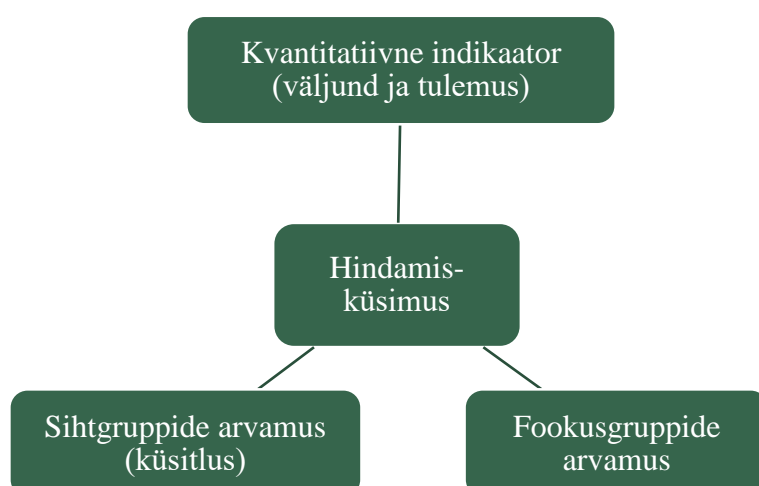 Kvantitatiivne indikaator
(väljund ja tulemus)
Hindamis-
küsimus
Sihtgruppide arvamus
(küsitlus)
Fookusgruppide
arvamus